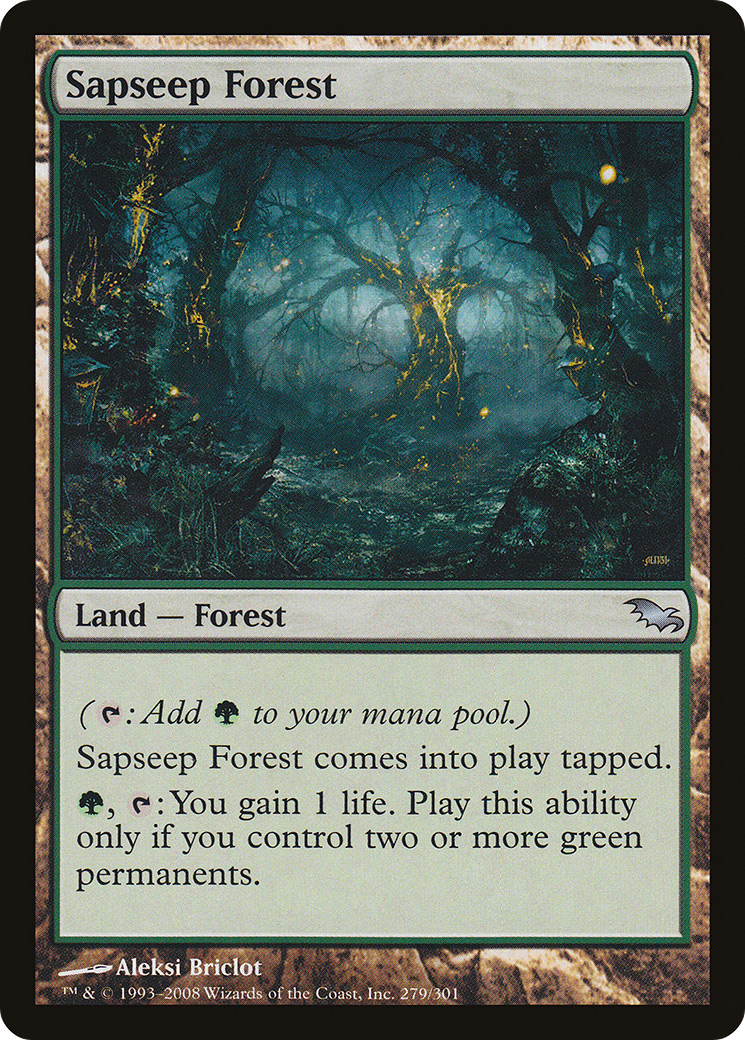 Sapseep Forest
Land — Forest
( : Add to your mana pool.)
Sapseep Forest comes into play tapped.
, : You gain 1 life. Play this ability
only if you control two or more green
permanents.
Aleksi Briclot
™ & © 1993–2008 Wizards of the Coast, Inc. 279/301